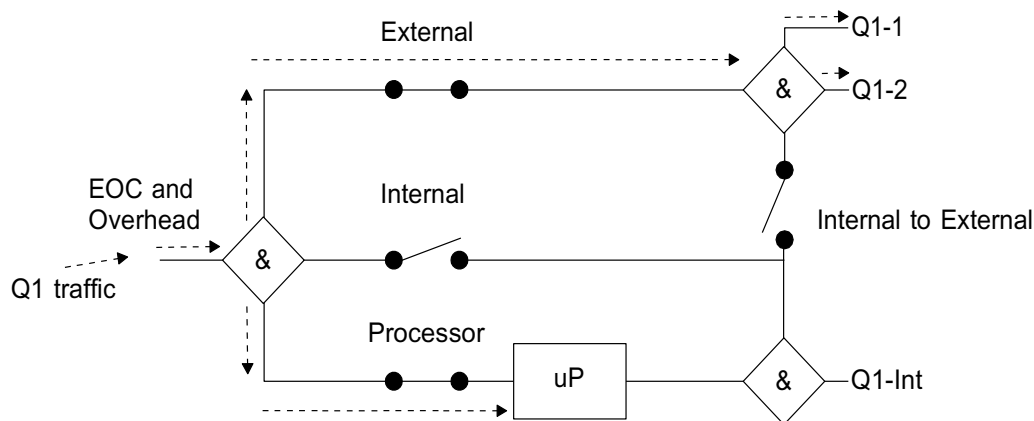 Q1-1
External
&
Q1-2
EOC and
Overhead
Internal
Internal to External
&
Q1 traffic
Processor
uP
&
Q1-Int